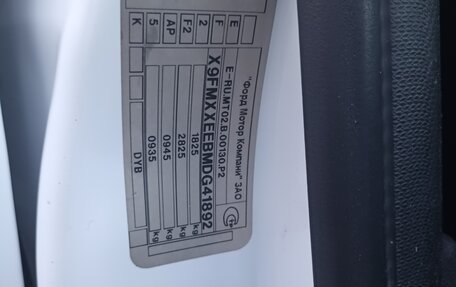 "Форд Мотор Компани" ЗАО
E-RU.MT02.B.00130.P2
X9FMXXEEBMDG41892
1825 kg
2825 kg
0945 kg
0935 kg
DYB
K 5 AP F2 2 F E